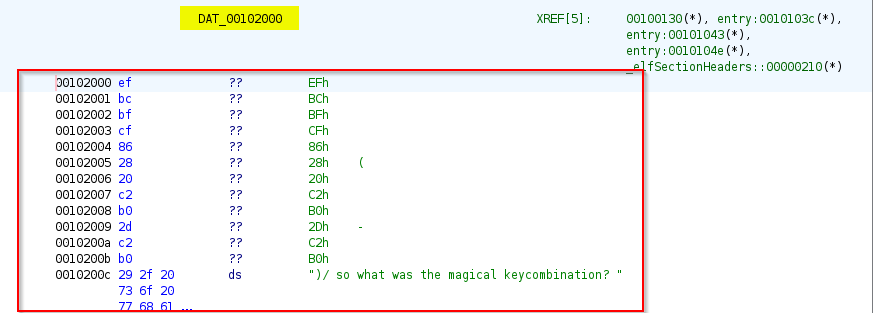 DAT_00102000 XREF[5]: 00100130(*), entry:0010103c(*),
entry:00101043(*),
entry:0010104e(*),
_elfSectionHeaders::00000210(*)
00102000 ef ?? EFh
00102001 bc ?? BCh
00102002 bf ?? BFh
00102003 cf ?? CFh
00102004 86 ?? 86h
00102005 28 ?? 28h (
00102006 20 ?? 20h
00102007 c2 ?? C2h
00102008 b0 ?? B0h
00102009 2d ?? 2Dh -
0010200a c2 ?? C2h
0010200b b0 ?? B0h
0010200c 29 2f 20 ds ")/ so what was the magical keycombination? "
73 6f 20
77 68 61 ...